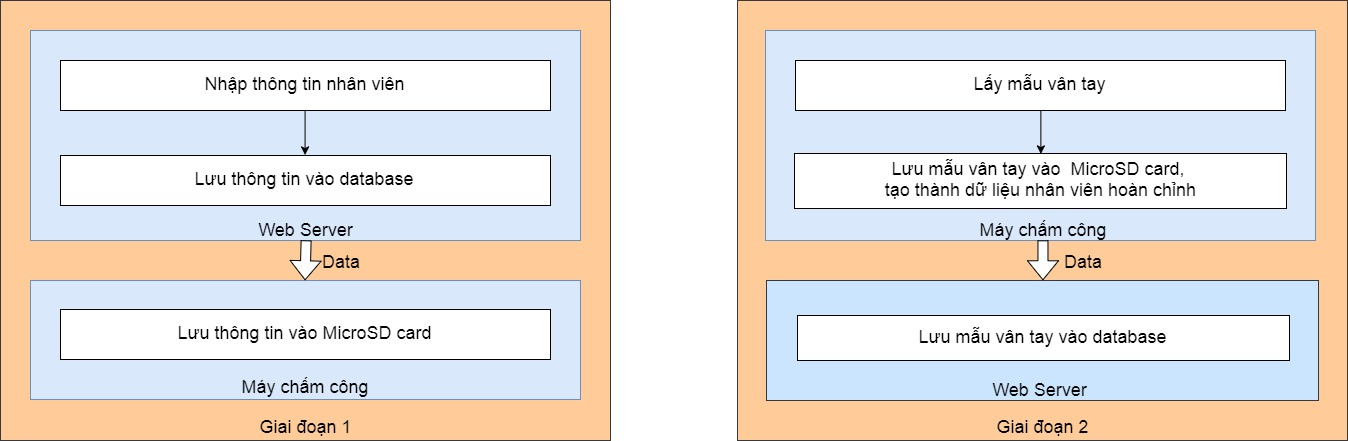 Nhập thông tin nhân viên
Lưu thông tin vào database
Web Server
Data
Lưu thông tin vào MicroSD card
Máy chấm công
Giai đoạn 1
Lấy mẫu vân tay
Lưu mẫu vân tay vào MicroSD card,
tạo thành dữ liệu nhân viên hoàn chỉnh
Máy chấm công
Data
Lưu mẫu vân tay vào database
Web Server
Giai đoạn 2